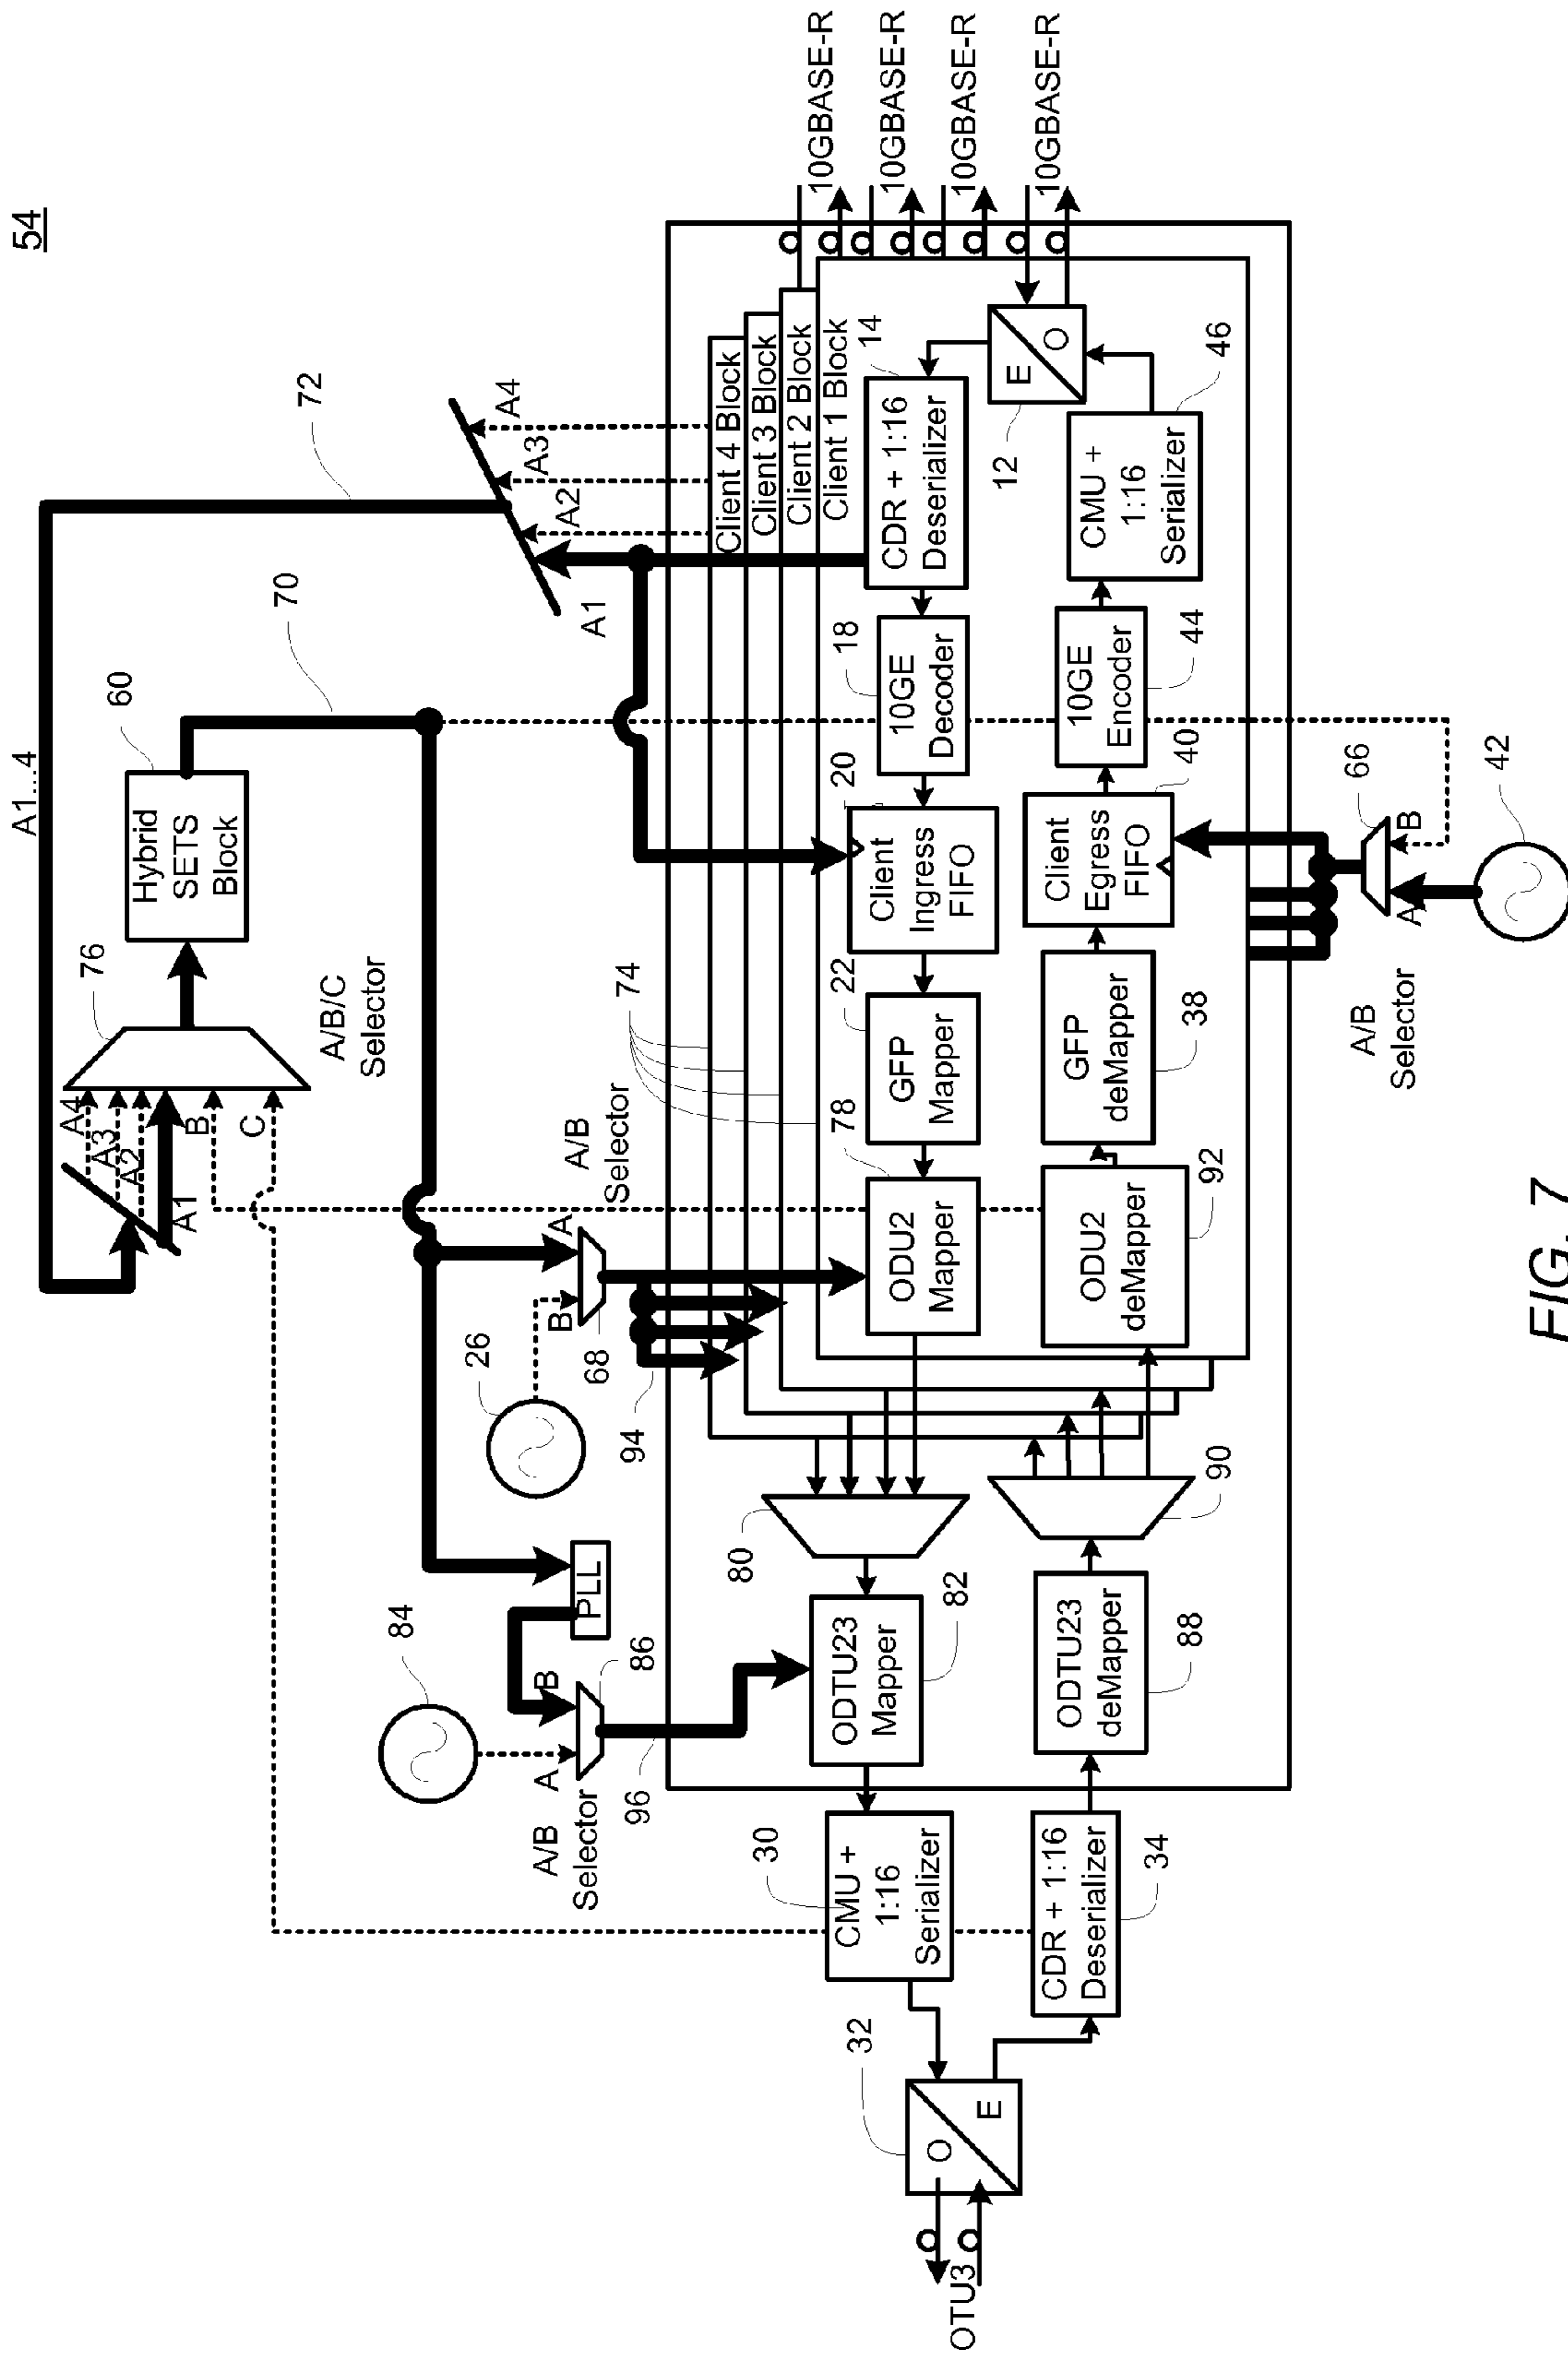 54
A1...4
72
70
60
Hybrid
SETS
Block
76
A/B/C
Selector
A4
A3
A2
A1
B
C
A4
A3
A2
A1
74
A/B
Selector
A
B
68
26
94
84
PLL
B
A
86
A/B
Selector
96
10GBASE-R
10GBASE-R
10GBASE-R
10GBASE-R
Client 4 Block
Client 3 Block
Client 2 Block
Client 1 Block
14
CDR + 1:16
Deserializer
E
O
12
18
10GE
Decoder
20
Client
Ingress
FIFO
22
GFP
Mapper
78
ODU2
Mapper
80
82
ODTU23
Mapper
30
CMU +
1:16
Serializer
32
O
E
OTU3
34
CDR + 1:16
Deserializer
88
ODTU23
deMapper
90
92
ODU2
deMapper
38
GFP
deMapper
40
Client
Egress
FIFO
44
10GE
Encoder
46
CMU +
1:16
Serializer
66
B
A
A/B
Selector
42
FIG. 7